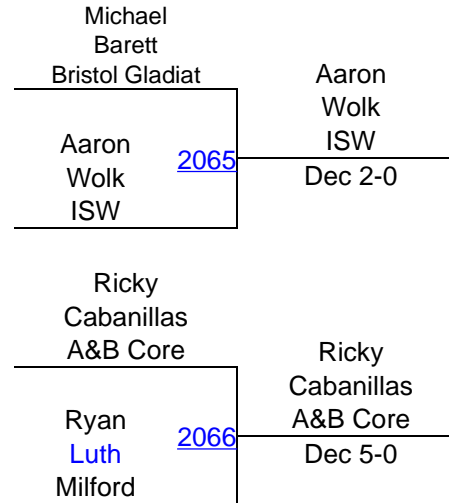 Michael
Barett
Bristol Gladiat
Aaron
Wolk
ISW
2065
Aaron
Wolk
ISW
Dec 2-0
Ricky
Cabanillas
A&B Core
Ryan
Luth
Milford
2066
Ricky
Cabanillas
A&B Core
Dec 5-0